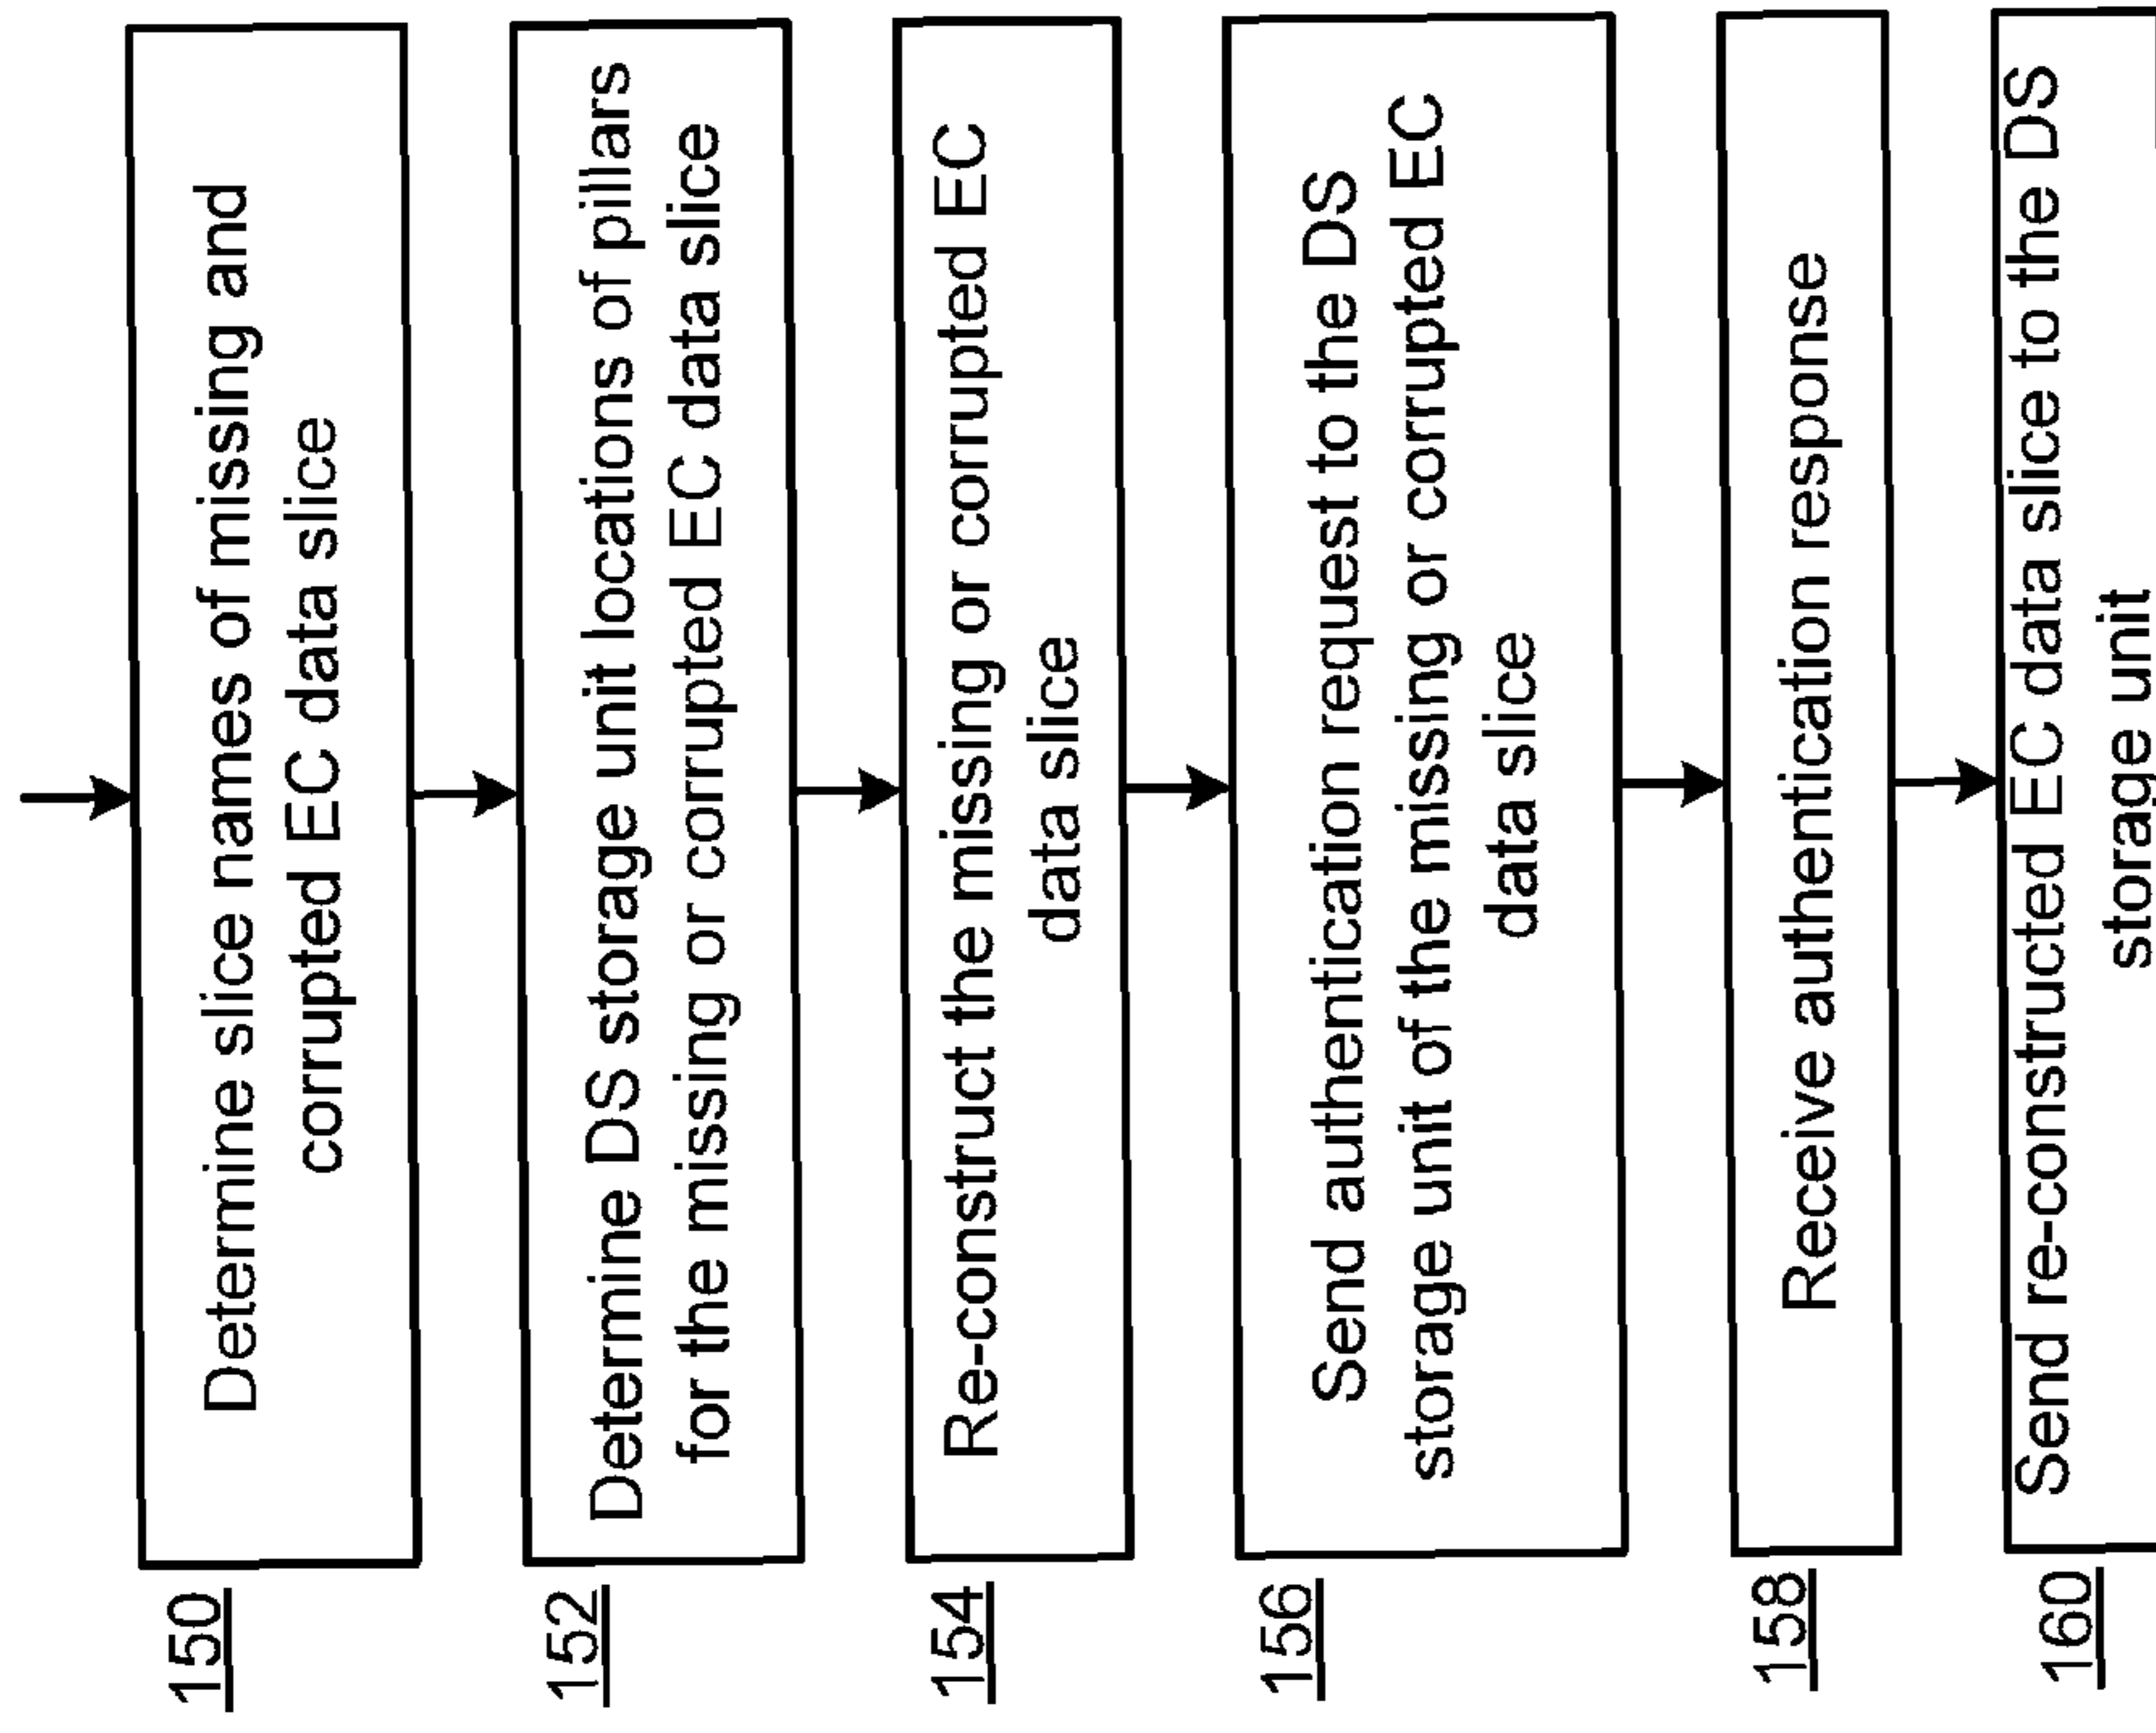 150
Determine slice names of missing and
corrupted EC data slice
152
Determine DS storage unit locations of pillars
for the missing or corrupted EC data slice
154
Re-construct the missing or corrupted EC
data slice
156
Send authentication request to the DS
storage unit of the missing or corrupted EC
data slice
158
Receive authentication response
160
Send re-constructed EC data slice to the DS
storage unit